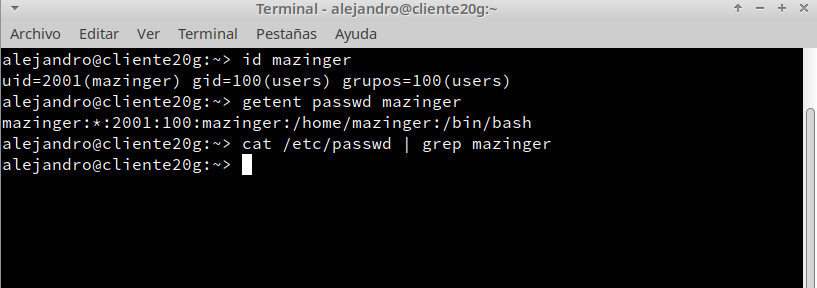 Terminal - alejandro@cliente20g:~
Archivo Editar Ver Terminal Pestañas Ayuda
alejandro@cliente20g:~> id mazinger
uid=2001(mazinger) gid=100(users) grupos=100(users)
alejandro@cliente20g:~> getent passwd mazinger
mazinger:*:2001:100:mazinger:/home/mazinger:/bin/bash
alejandro@cliente20g:~> cat /etc/passwd | grep mazinger
alejandro@cliente20g:~>